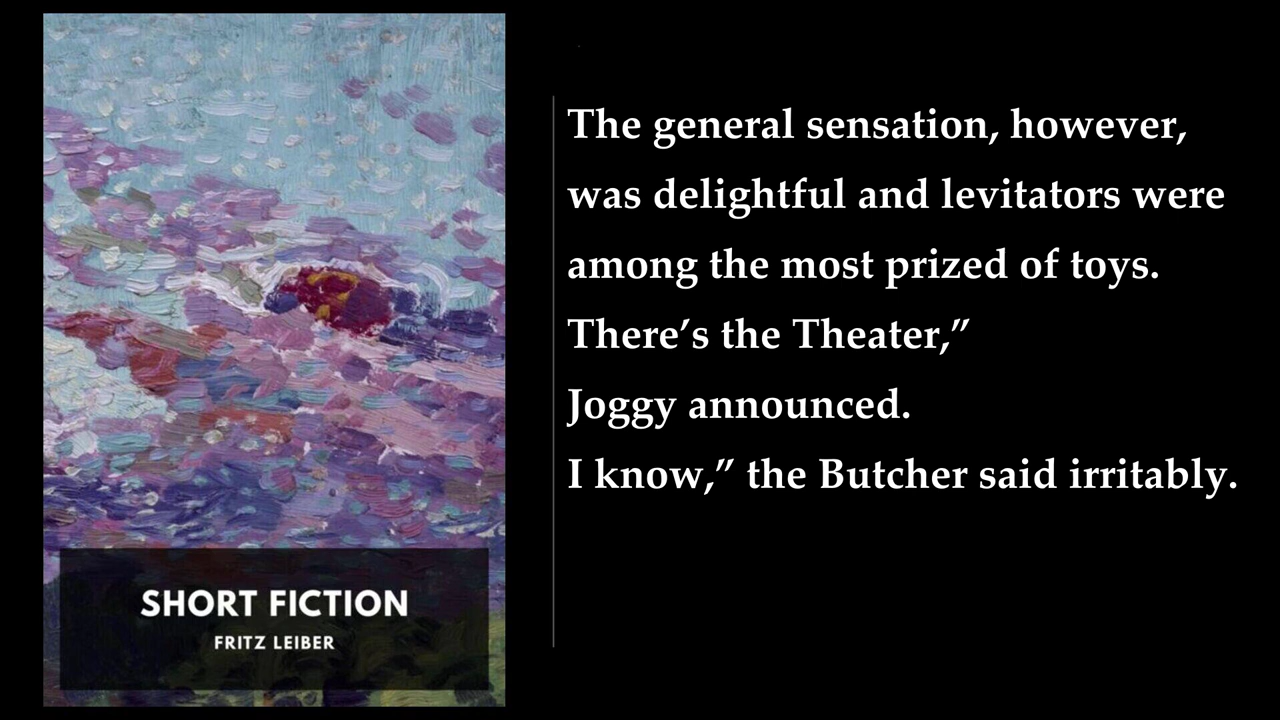 SHORT FICTION
FRITZ LEIBER
The general sensation, however,
was delightful and levitators were
among the most prized of toys.
There’s the Theater,”
Joggy announced.
I know,” the Butcher said irritably.